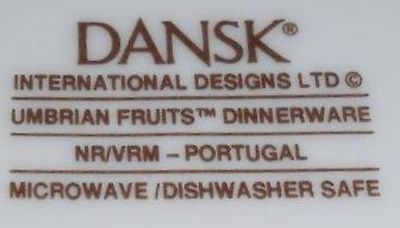 DANSK®
INTERNATIONAL DESIGNS LTD ©
UMBRIAN FRUITS™ DINNERWARE
NR/VRM – PORTUGAL
MICROWAVE / DISHWASHER SAFE